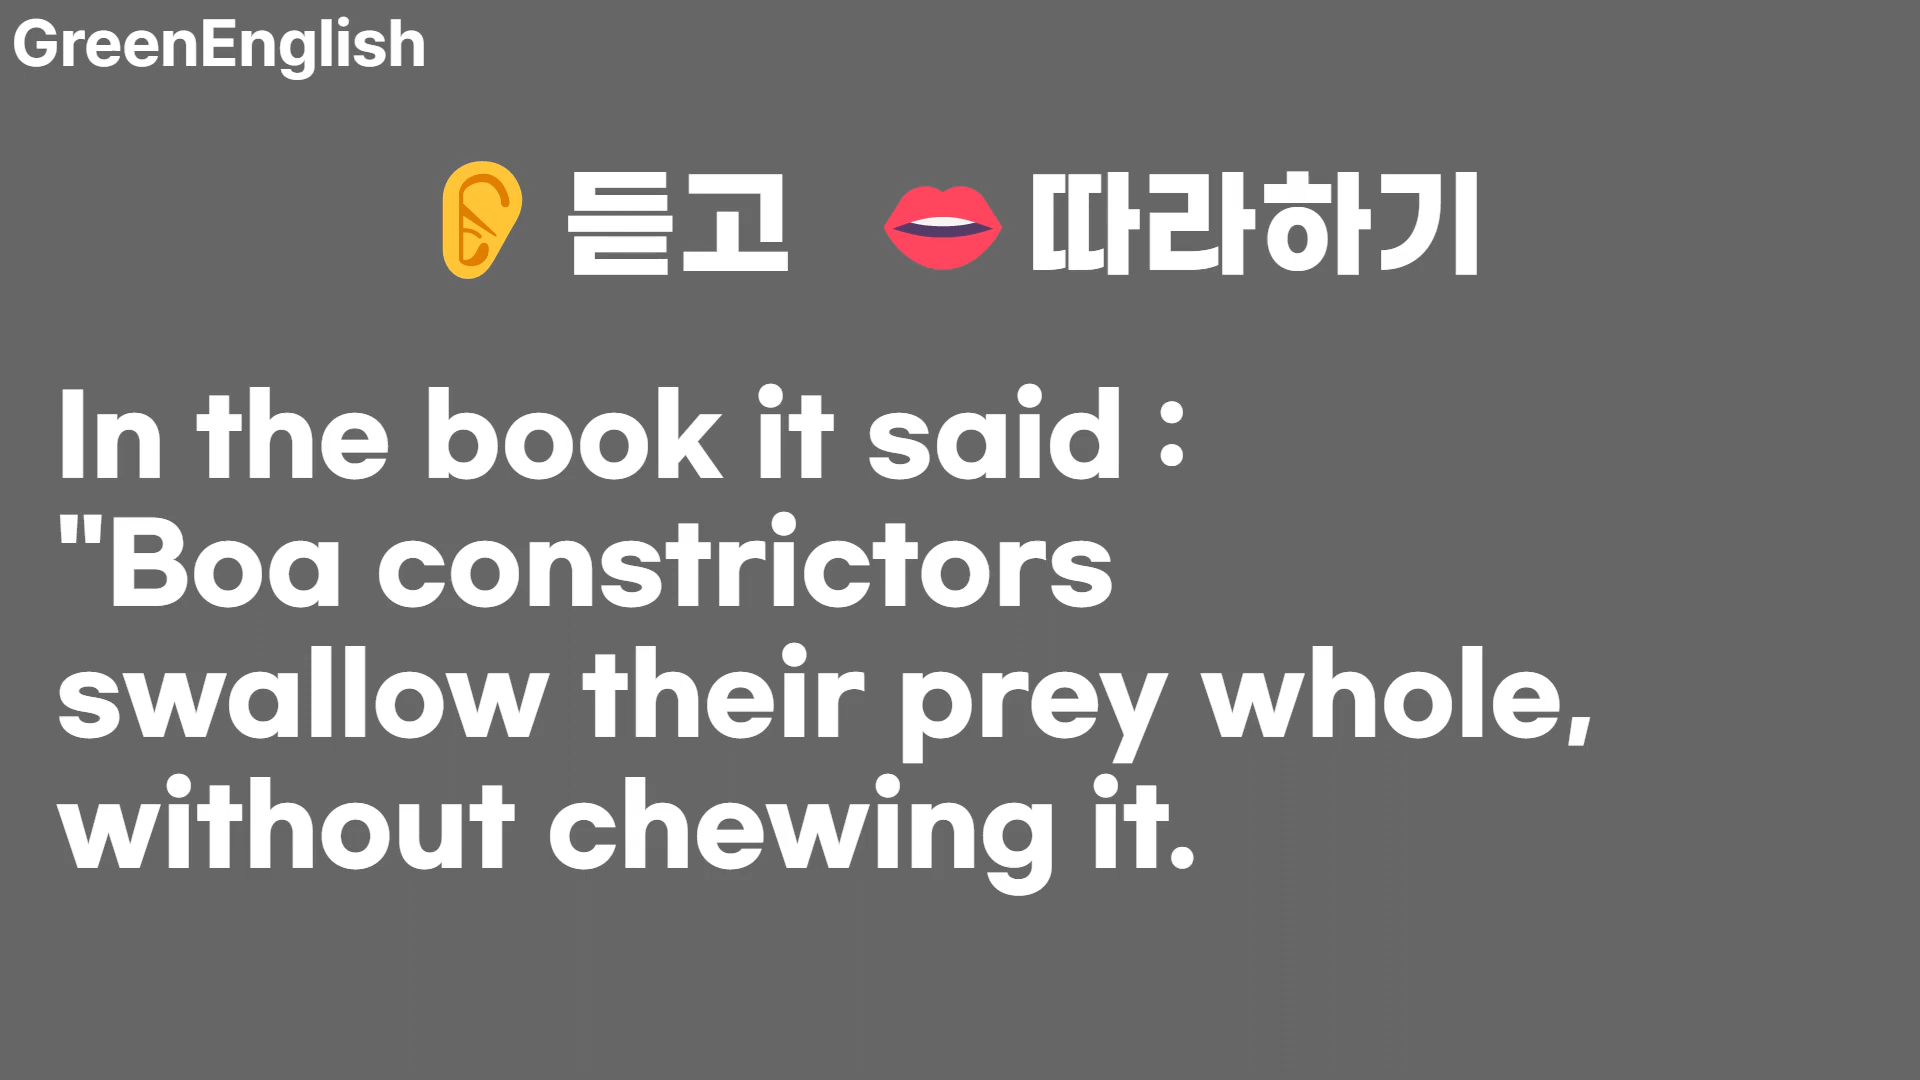 GreenEnglish
듣고 따라하기
In the book it said :
"Boa constrictors
swallow their prey whole,
without chewing it.